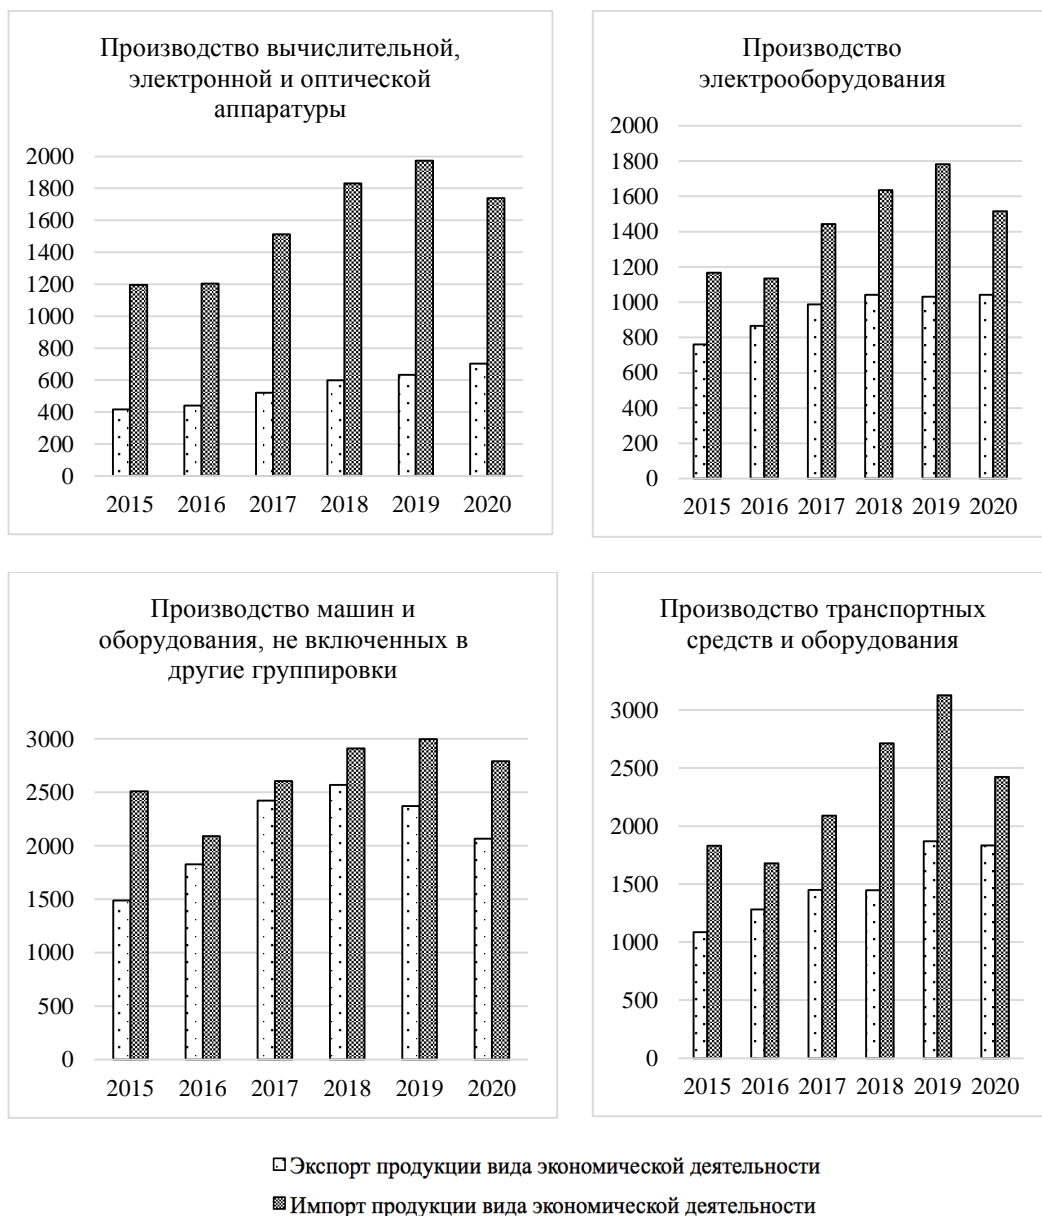 Производство вычислительной,
электронной и оптической
аппаратуры
2000
1800
1600
1400
1200
1000
800
600
400
200
0
2015 2016 2017 2018 2019 2020
Производство
электрооборудования
2000
1800
1600
1400
1200
1000
800
600
400
200
0
2015 2016 2017 2018 2019 2020
Производство машин и
оборудования, не включенных в
другие группировки
3000
2500
2000
1500
1000
500
0
2015 2016 2017 2018 2019 2020
Производство транспортных
средств и оборудования
3000
2500
2000
1500
1000
500
0
2015 2016 2017 2018 2019 2020
Экспорт продукции вида экономической деятельности
Импорт продукции вида экономической деятельности